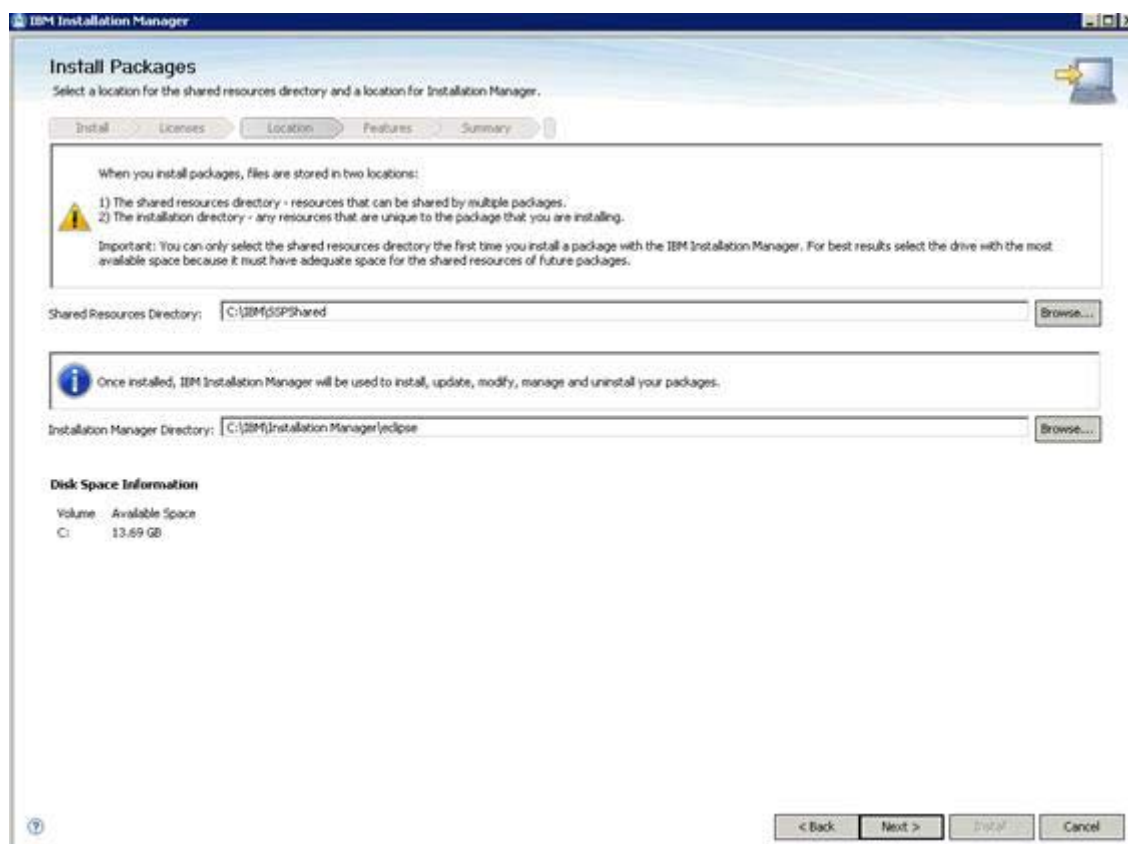 IBM Installation Manager
Install Packages
Select a location for the shared resources directory and a location for Installation Manager.
Install Licenses Location Features Summary
When you install packages, files are stored in two locations:
1) The shared resources directory - resources that can be shared by multiple packages.
2) The installation directory - any resources that are unique to the package that you are installing.
Important: You can only select the shared resources directory the first time you install a package with the IBM Installation Manager. For best results select the drive with the most
available space because it must have adequate space for the shared resources of future packages.
Shared Resources Directory: C:\IBM\SSPShared Browse...
Once installed, IBM Installation Manager will be used to install, update, modify, manage and uninstall your packages.
Installation Manager Directory: C:\IBM\Installation Manager\eclipse Browse...
Disk Space Information
Volume Available Space
C: 13.69 GB
? < Back Next > Install Cancel